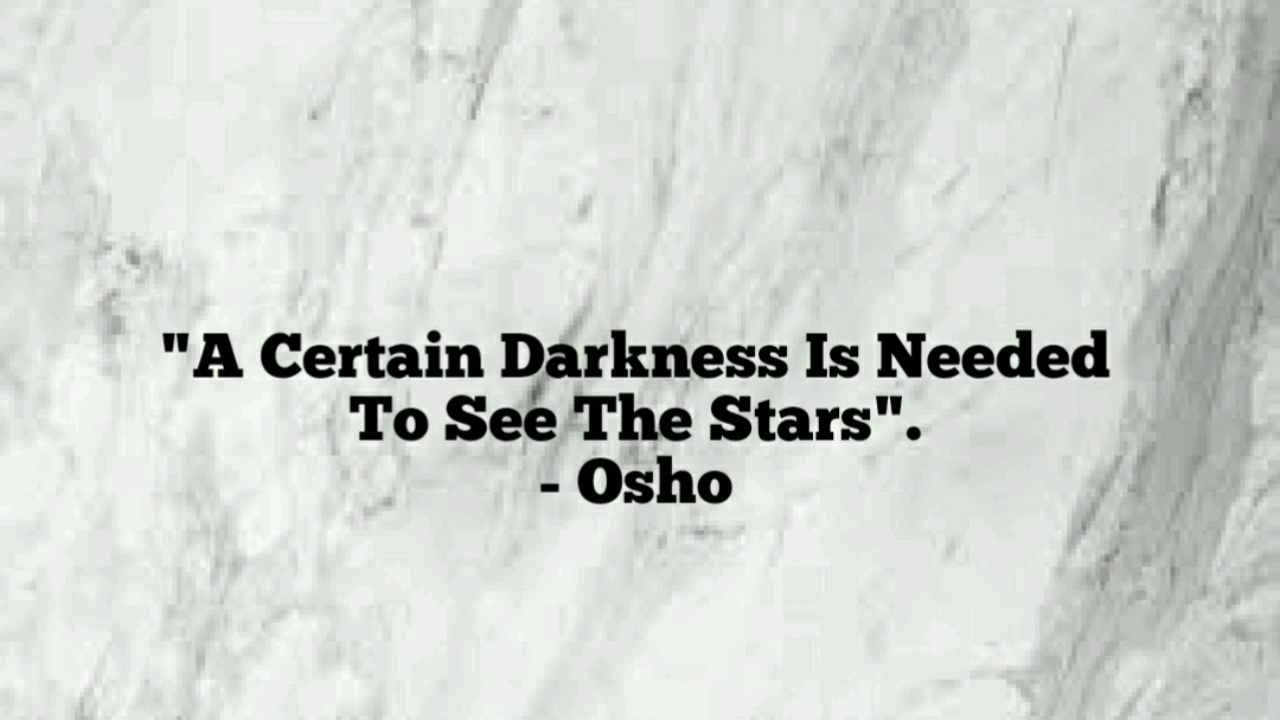 "A Certain Darkness Is Needed
To See The Stars".
- Osho